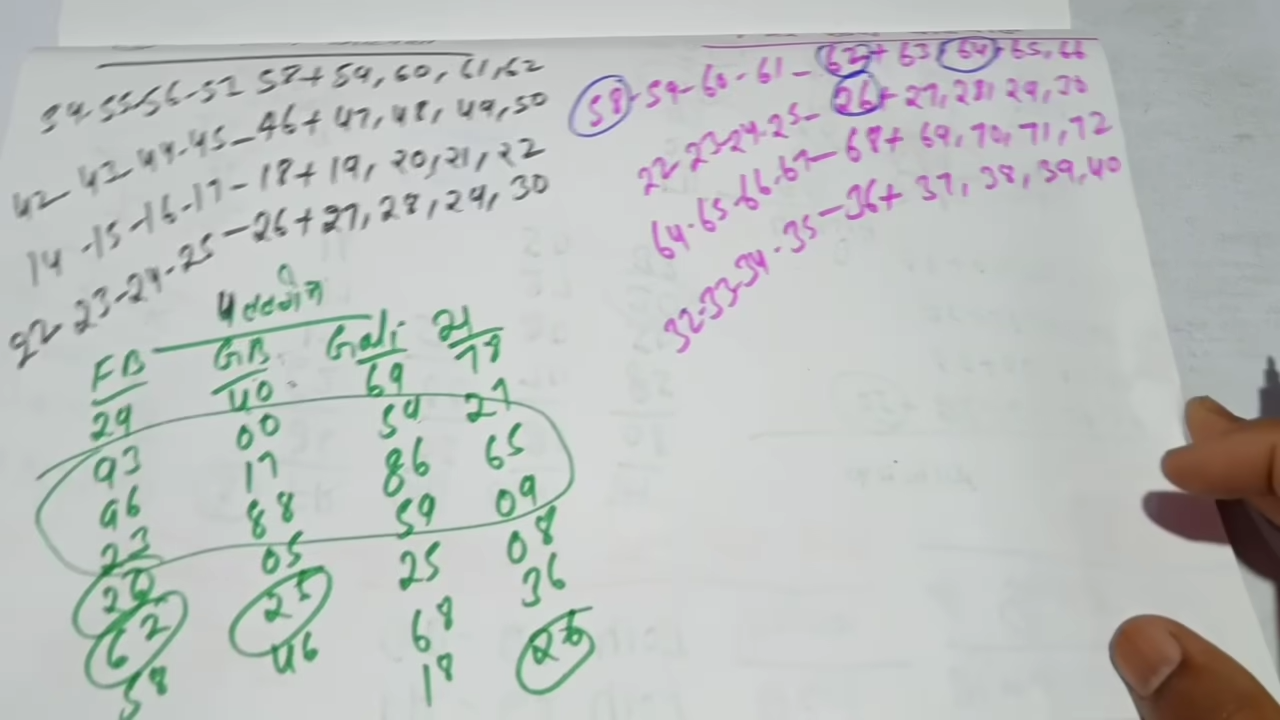 54-55-56-57 58+59,60,61,62
42-43-44-45-46+47,48,49,50
14-15-16-17-18+19,20,21,22
22-23-24-25-26+27,28,29,30
58-59-60-61-62+63,64,65,66
22-23-24-25-26+27,28,29,30
64-65-66-67-68+69,70,71,72
32-33-34-35-36+37,38,39,40
FB GB Gali
29 40 69 78
93 00 54 27
96 17 86 65
23 88 59 09
05 25 08
62 25 68 36
58 46 18 26